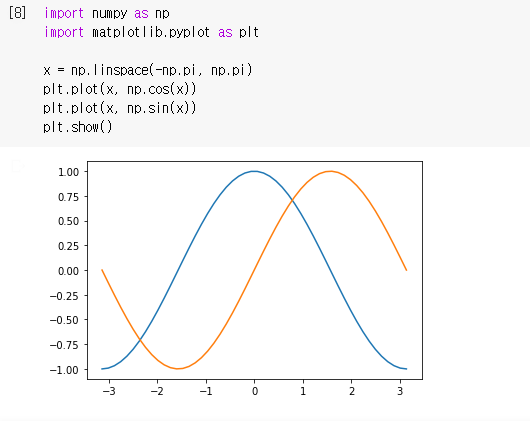 [8] import numpy as np
import matplotlib.pyplot as plt
x = np.linspace(-np.pi, np.pi)
plt.plot(x, np.cos(x))
plt.plot(x, np.sin(x))
plt.show()
1.00
0.75
0.50
0.25
0.00
−0.25
−0.50
−0.75
−1.00
−3 −2 −1 0 1 2 3